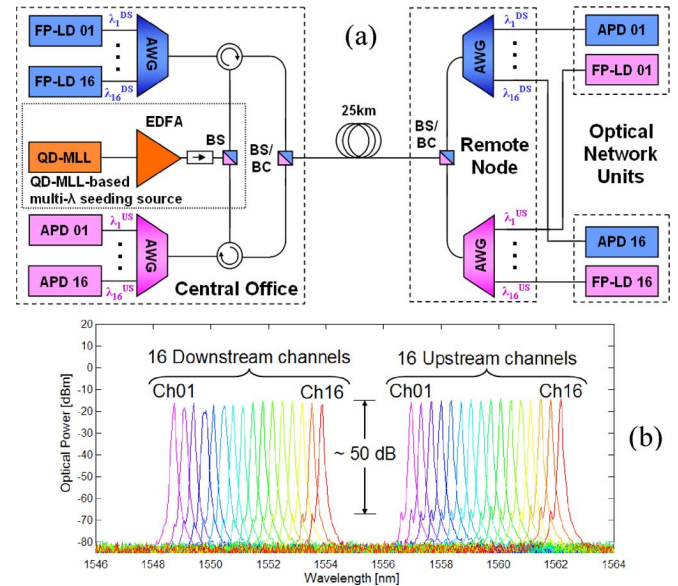 (a)
FP-LD 01
FP-LD 16
λ1DS
λ16DS
AWG
EDFA
BS
QD-MLL
QD-MLL-based
multi-λ seeding source
APD 01
APD 16
λ1US
λ16US
AWG
Central Office
BS/
BC
25km
BS/
BC
AWG
λ1DS
λ16DS
Remote
Node
AWG
λ1US
λ16US
APD 01
FP-LD 01
Optical
Network
Units
APD 16
FP-LD 16
(b)
16 Downstream channels
16 Upstream channels
Ch01
Ch16
Ch01
Ch16
~ 50 dB
Optical Power [dBm]
20
0
-20
-30
-40
-50
-60
-70
-80
1546
1548
1550
1552
1554
1556
1558
1560
1562
1564
Wavelength [nm]